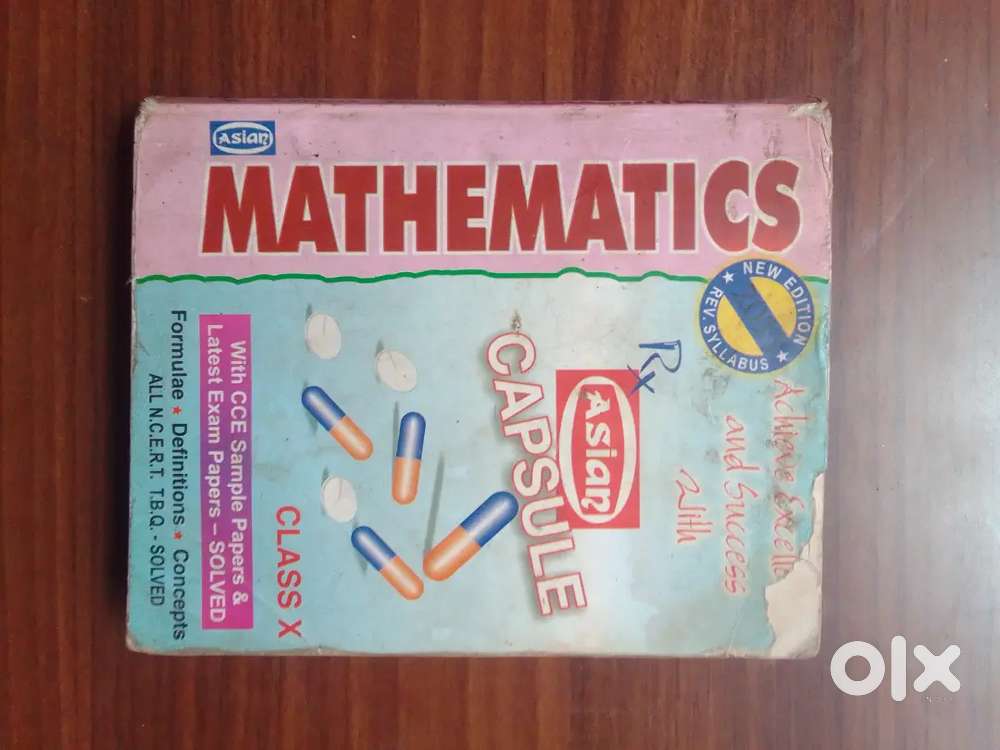 ASIAN
MATHEMATICS
★ NEW EDITION ★
REV. SYLLABUS
Achieve
and Success
with
Rx
ASIAN
CAPSULE
CLASS X
With CCE Sample Papers &
Latest Exam Papers – SOLVED
Formulae ★ Definitions ★ Concepts
ALL N.C.E.R.T. T.B.Q. - SOLVED
olx